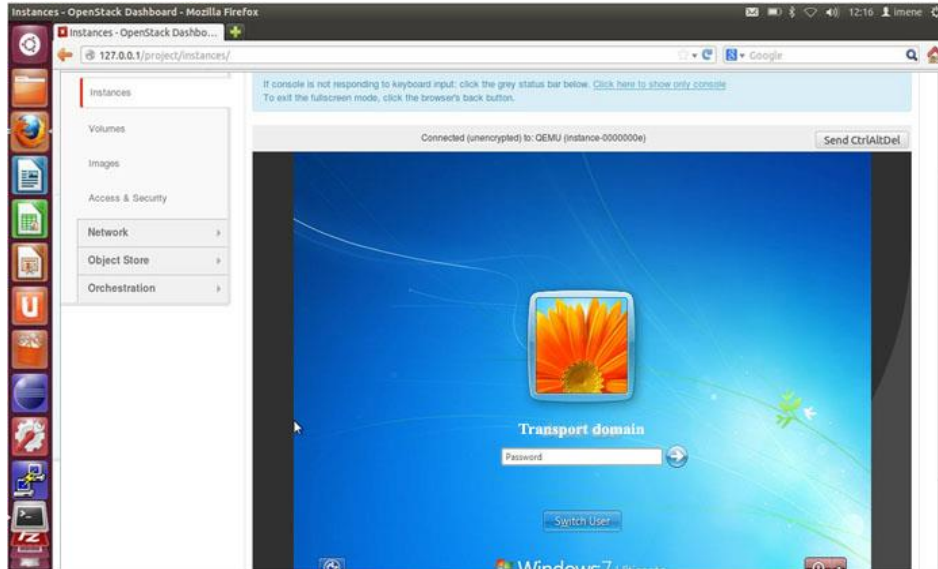 Instances - OpenStack Dashboard - Mozilla Firefox
12:16 imene
Instances - OpenStack Dashbo...
127.0.0.1/project/instances/
Google
Instances
Volumes
Images
Access & Security
Network
Object Store
Orchestration
If console is not responding to keyboard input: click the grey status bar below. Click here to show only console
To exit the fullscreen mode, click the browser's back button.
Connected (unencrypted) to: QEMU (instance-0000000e)
Send CtrlAltDel
Transport domain
Password
Switch User
Windows 7